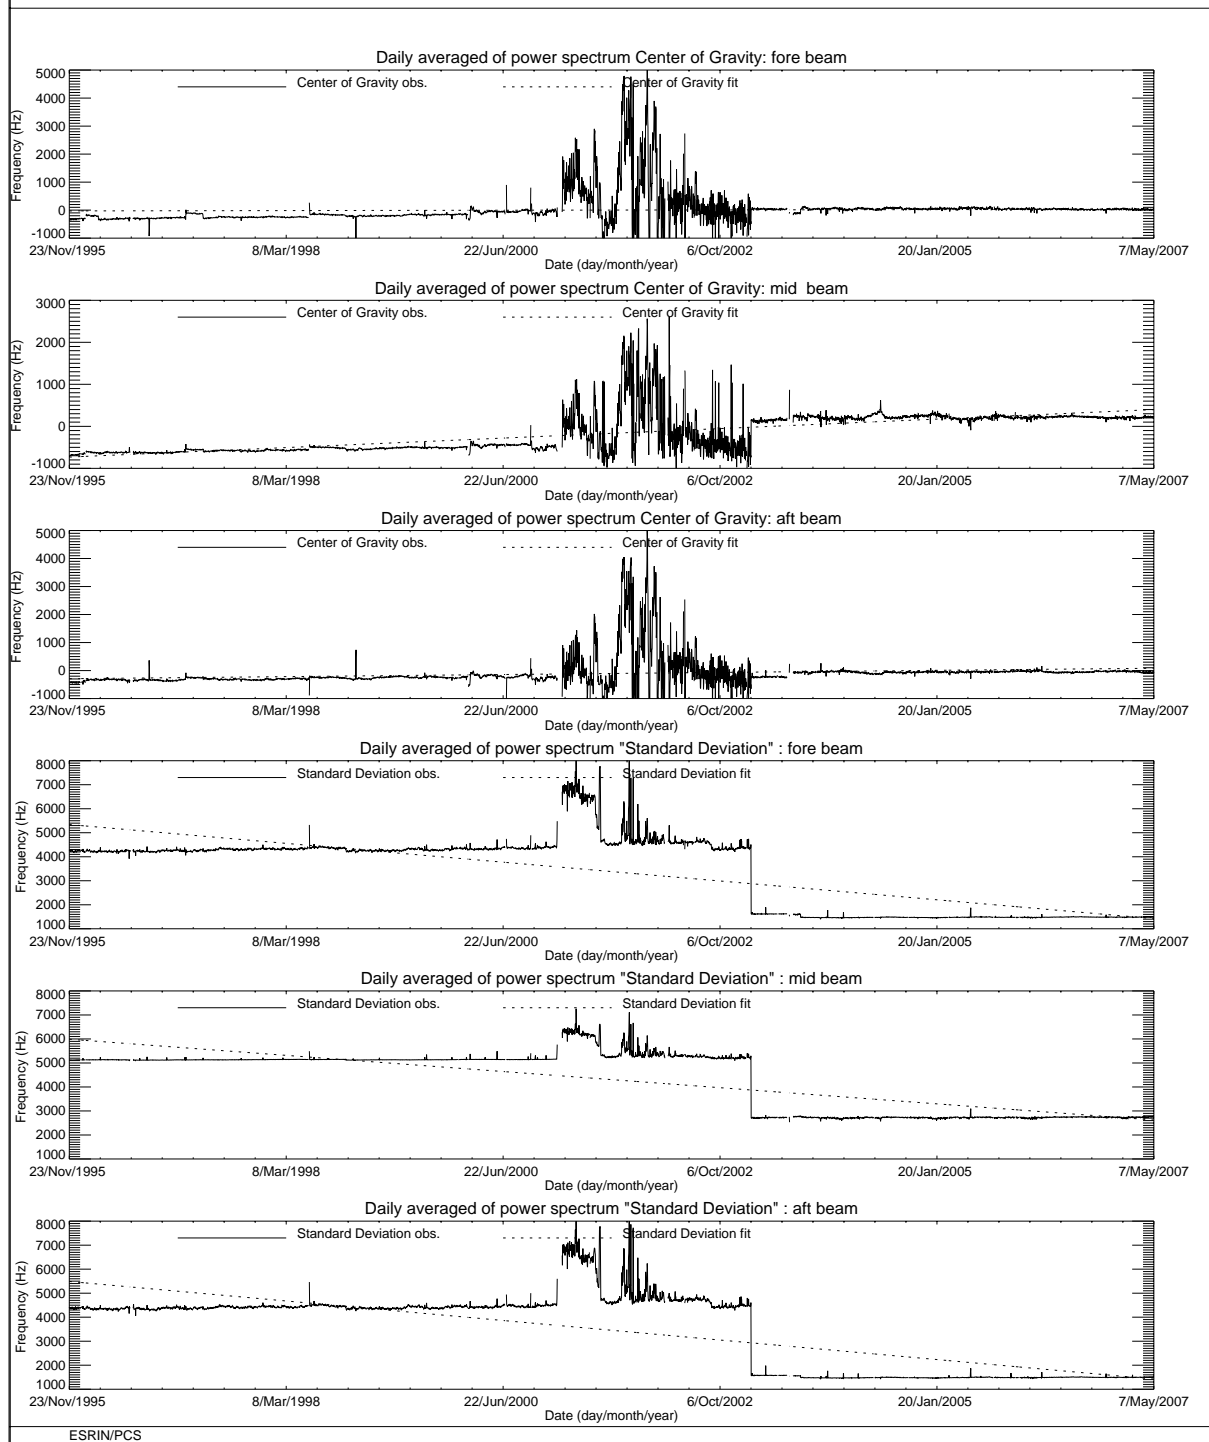 Daily averaged of power spectrum Center of Gravity: fore beam
Center of Gravity obs. Center of Gravity fit
5000
4000
3000
2000
1000
0
-1000
Frequency (Hz)
23/Nov/1995 8/Mar/1998 22/Jun/2000 6/Oct/2002 20/Jan/2005 7/May/2007
Date (day/month/year)
Daily averaged of power spectrum Center of Gravity: mid beam
Center of Gravity obs. Center of Gravity fit
3000
2000
1000
0
-1000
Frequency (Hz)
23/Nov/1995 8/Mar/1998 22/Jun/2000 6/Oct/2002 20/Jan/2005 7/May/2007
Date (day/month/year)
Daily averaged of power spectrum Center of Gravity: aft beam
Center of Gravity obs. Center of Gravity fit
5000
4000
3000
2000
1000
0
-1000
Frequency (Hz)
23/Nov/1995 8/Mar/1998 22/Jun/2000 6/Oct/2002 20/Jan/2005 7/May/2007
Date (day/month/year)
Daily averaged of power spectrum "Standard Deviation" : fore beam
Standard Deviation obs. Standard Deviation fit
8000
7000
6000
5000
4000
3000
2000
1000
Frequency (Hz)
23/Nov/1995 8/Mar/1998 22/Jun/2000 6/Oct/2002 20/Jan/2005 7/May/2007
Date (day/month/year)
Daily averaged of power spectrum "Standard Deviation" : mid beam
Standard Deviation obs. Standard Deviation fit
8000
7000
6000
5000
4000
3000
2000
1000
Frequency (Hz)
23/Nov/1995 8/Mar/1998 22/Jun/2000 6/Oct/2002 20/Jan/2005 7/May/2007
Date (day/month/year)
Daily averaged of power spectrum "Standard Deviation" : aft beam
Standard Deviation obs. Standard Deviation fit
8000
7000
6000
5000
4000
3000
2000
1000
Frequency (Hz)
23/Nov/1995 8/Mar/1998 22/Jun/2000 6/Oct/2002 20/Jan/2005 7/May/2007
Date (day/month/year)
ESRIN/PCS